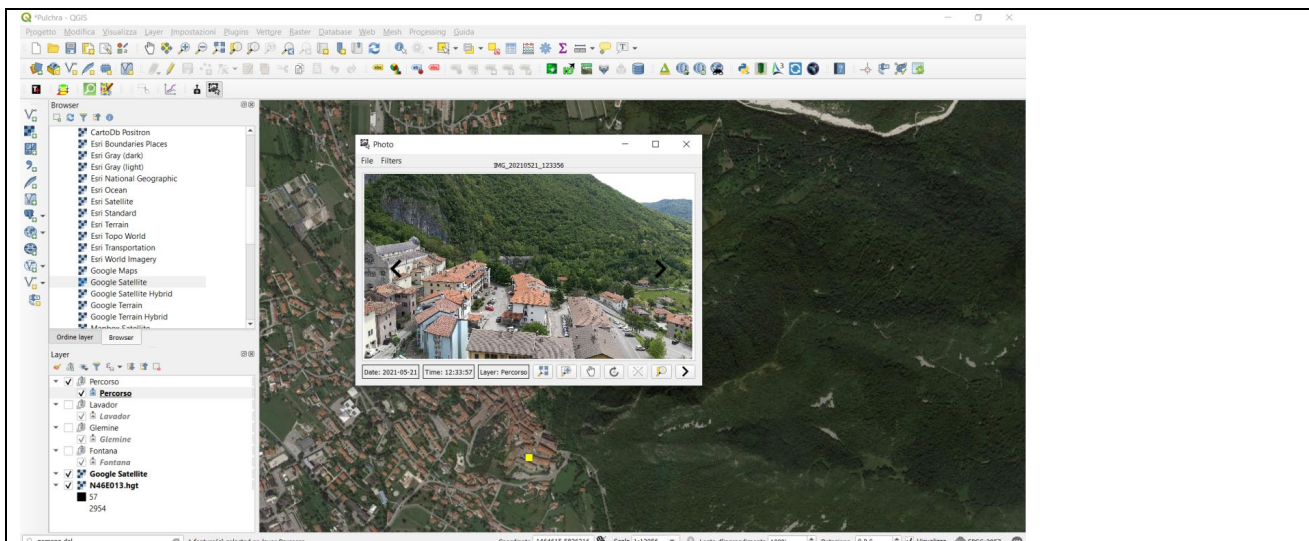 *Pulchra - QGIS
Progetto Modifica Visualizza Layer Impostazioni Plugins Vettore Raster Database Web Mesh Processing Guida
Browser
CartoDb Positron
Esri Boundaries Places
Esri Gray (dark)
Esri Gray (light)
Esri National Geographic
Esri Ocean
Esri Satellite
Esri Standard
Esri Terrain
Esri Topo World
Esri Transportation
Esri World Imagery
Google Maps
Google Satellite
Google Satellite Hybrid
Google Terrain
Google Terrain Hybrid
Mapbox Satellite
Ordine layer Browser
Layer
Percorso
Percorso
Lavador
Lavador
Glemine
Glemine
Fontana
Fontana
Google Satellite
N46E013.hgt
57
2954
Photo
File Filters
IMG_20210521_123356
Date: 2021-05-21 Time: 12:33:57 Layer: Percorso